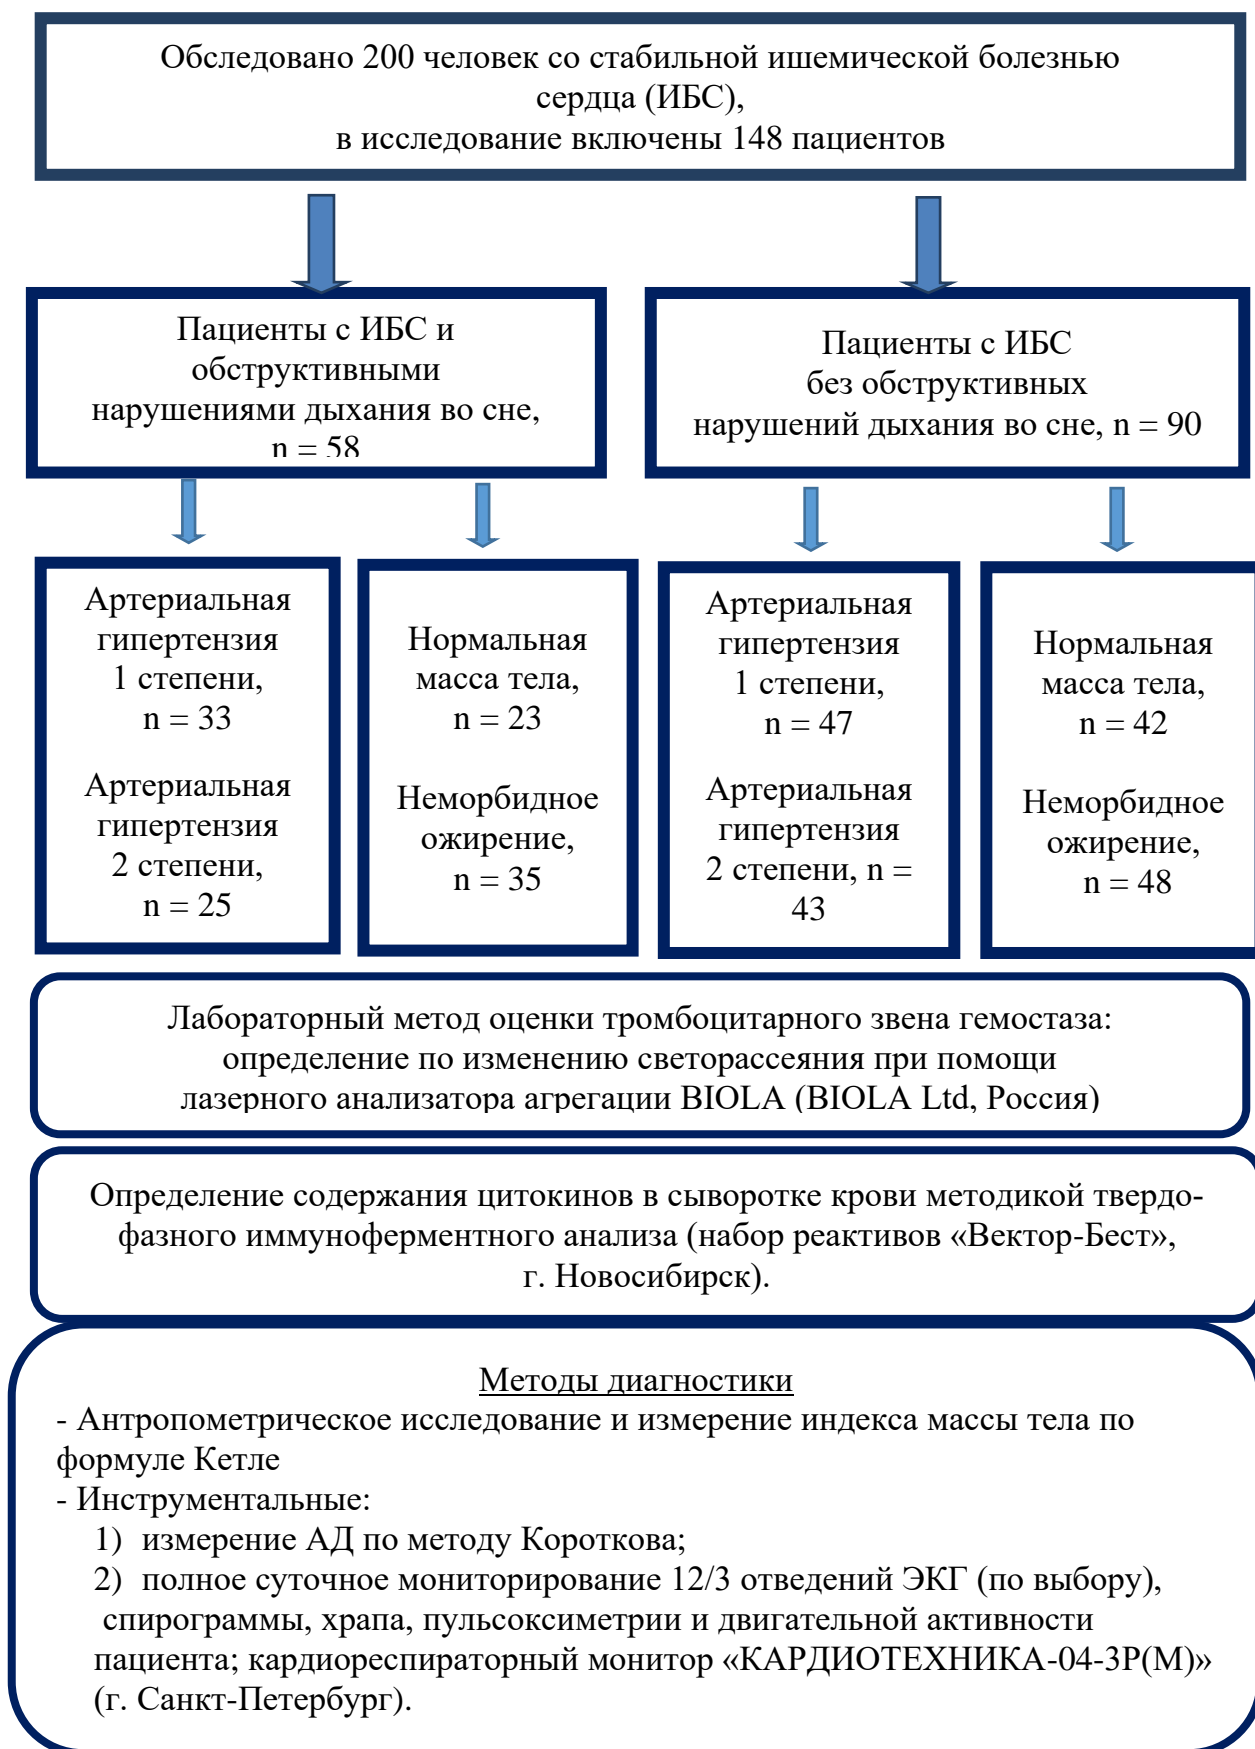 Обследовано 200 человек со стабильной ишемической болезнью
сердца (ИБС),
в исследование включены 148 пациентов
Пациенты с ИБС и
обструктивными
нарушениями дыхания во сне,
n = 58
Пациенты с ИБС
без обструктивных
нарушений дыхания во сне, n = 90
Артериальная
гипертензия
1 степени,
n = 33
Артериальная
гипертензия
2 степени,
n = 25
Нормальная
масса тела,
n = 23
Неморбидное
ожирение,
n = 35
Артериальная
гипертензия
1 степени,
n = 47
Артериальная
гипертензия
2 степени, n =
43
Нормальная
масса тела,
n = 42
Неморбидное
ожирение,
n = 48
Лабораторный метод оценки тромбоцитарного звена гемостаза:
определение по изменению светорассеяния при помощи
лазерного анализатора агрегации BIOLA (BIOLA Ltd, Россия)
Определение содержания цитокинов в сыворотке крови методикой твердо-
фазного иммуноферментного анализа (набор реактивов «Вектор-Бест»,
г. Новосибирск).
Методы диагностики
- Антропометрическое исследование и измерение индекса массы тела по
формуле Кетле
- Инструментальные:
1) измерение АД по методу Короткова;
2) полное суточное мониторирование 12/3 отведений ЭКГ (по выбору),
спирограммы, храпа, пульсоксиметрии и двигательной активности
пациента; кардиореспираторный монитор «КАРДИОТЕХНИКА-04-3Р(М)»
(г. Санкт-Петербург).